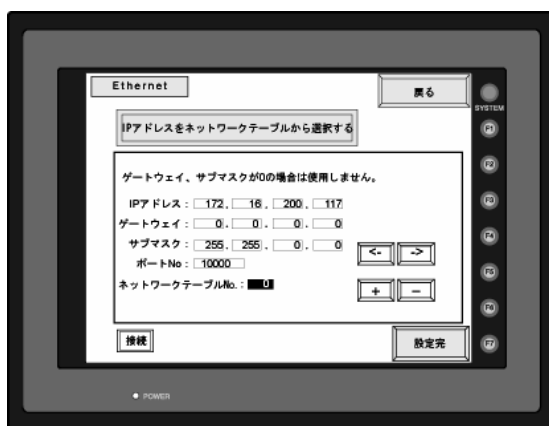 Ethernet
戻る
SYSTEM
IPアドレスをネットワークテーブルから選択する
F1
F2
ゲートウェイ、サブマスクが0の場合は使用しません。
IPアドレス: 172. 16. 200. 117
F3
ゲートウェイ: 0. 0. 0. 0
F4
サブマスク: 255. 255. 0. 0
<- ->
ポートNo: 10000
F5
ネットワークテーブルNo.: 0
+ -
F6
接続
設定完
F7
POWER